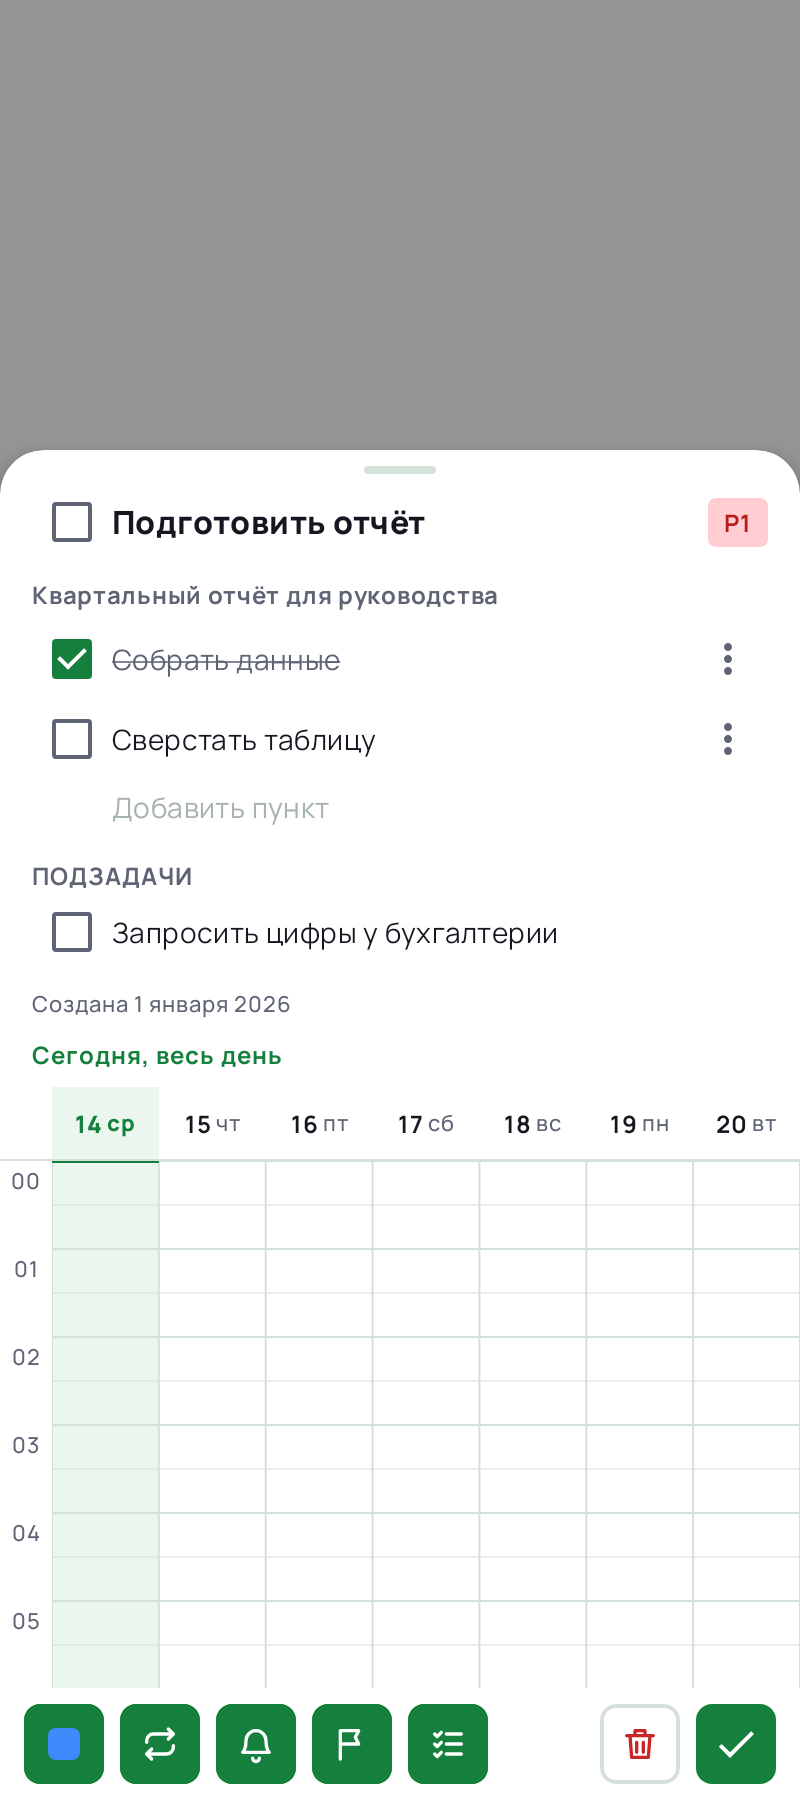 Подготовить отчёт P1
Квартальный отчёт для руководства
Собрать данные
Сверстать таблицу
Добавить пункт
ПОДЗАДАЧИ
Запросить цифры у бухгалтерии
Создана 1 января 2026
Сегодня, весь день
14 ср 15 чт 16 пт 17 сб 18 вс 19 пн 20 вт
00
01
02
03
04
05